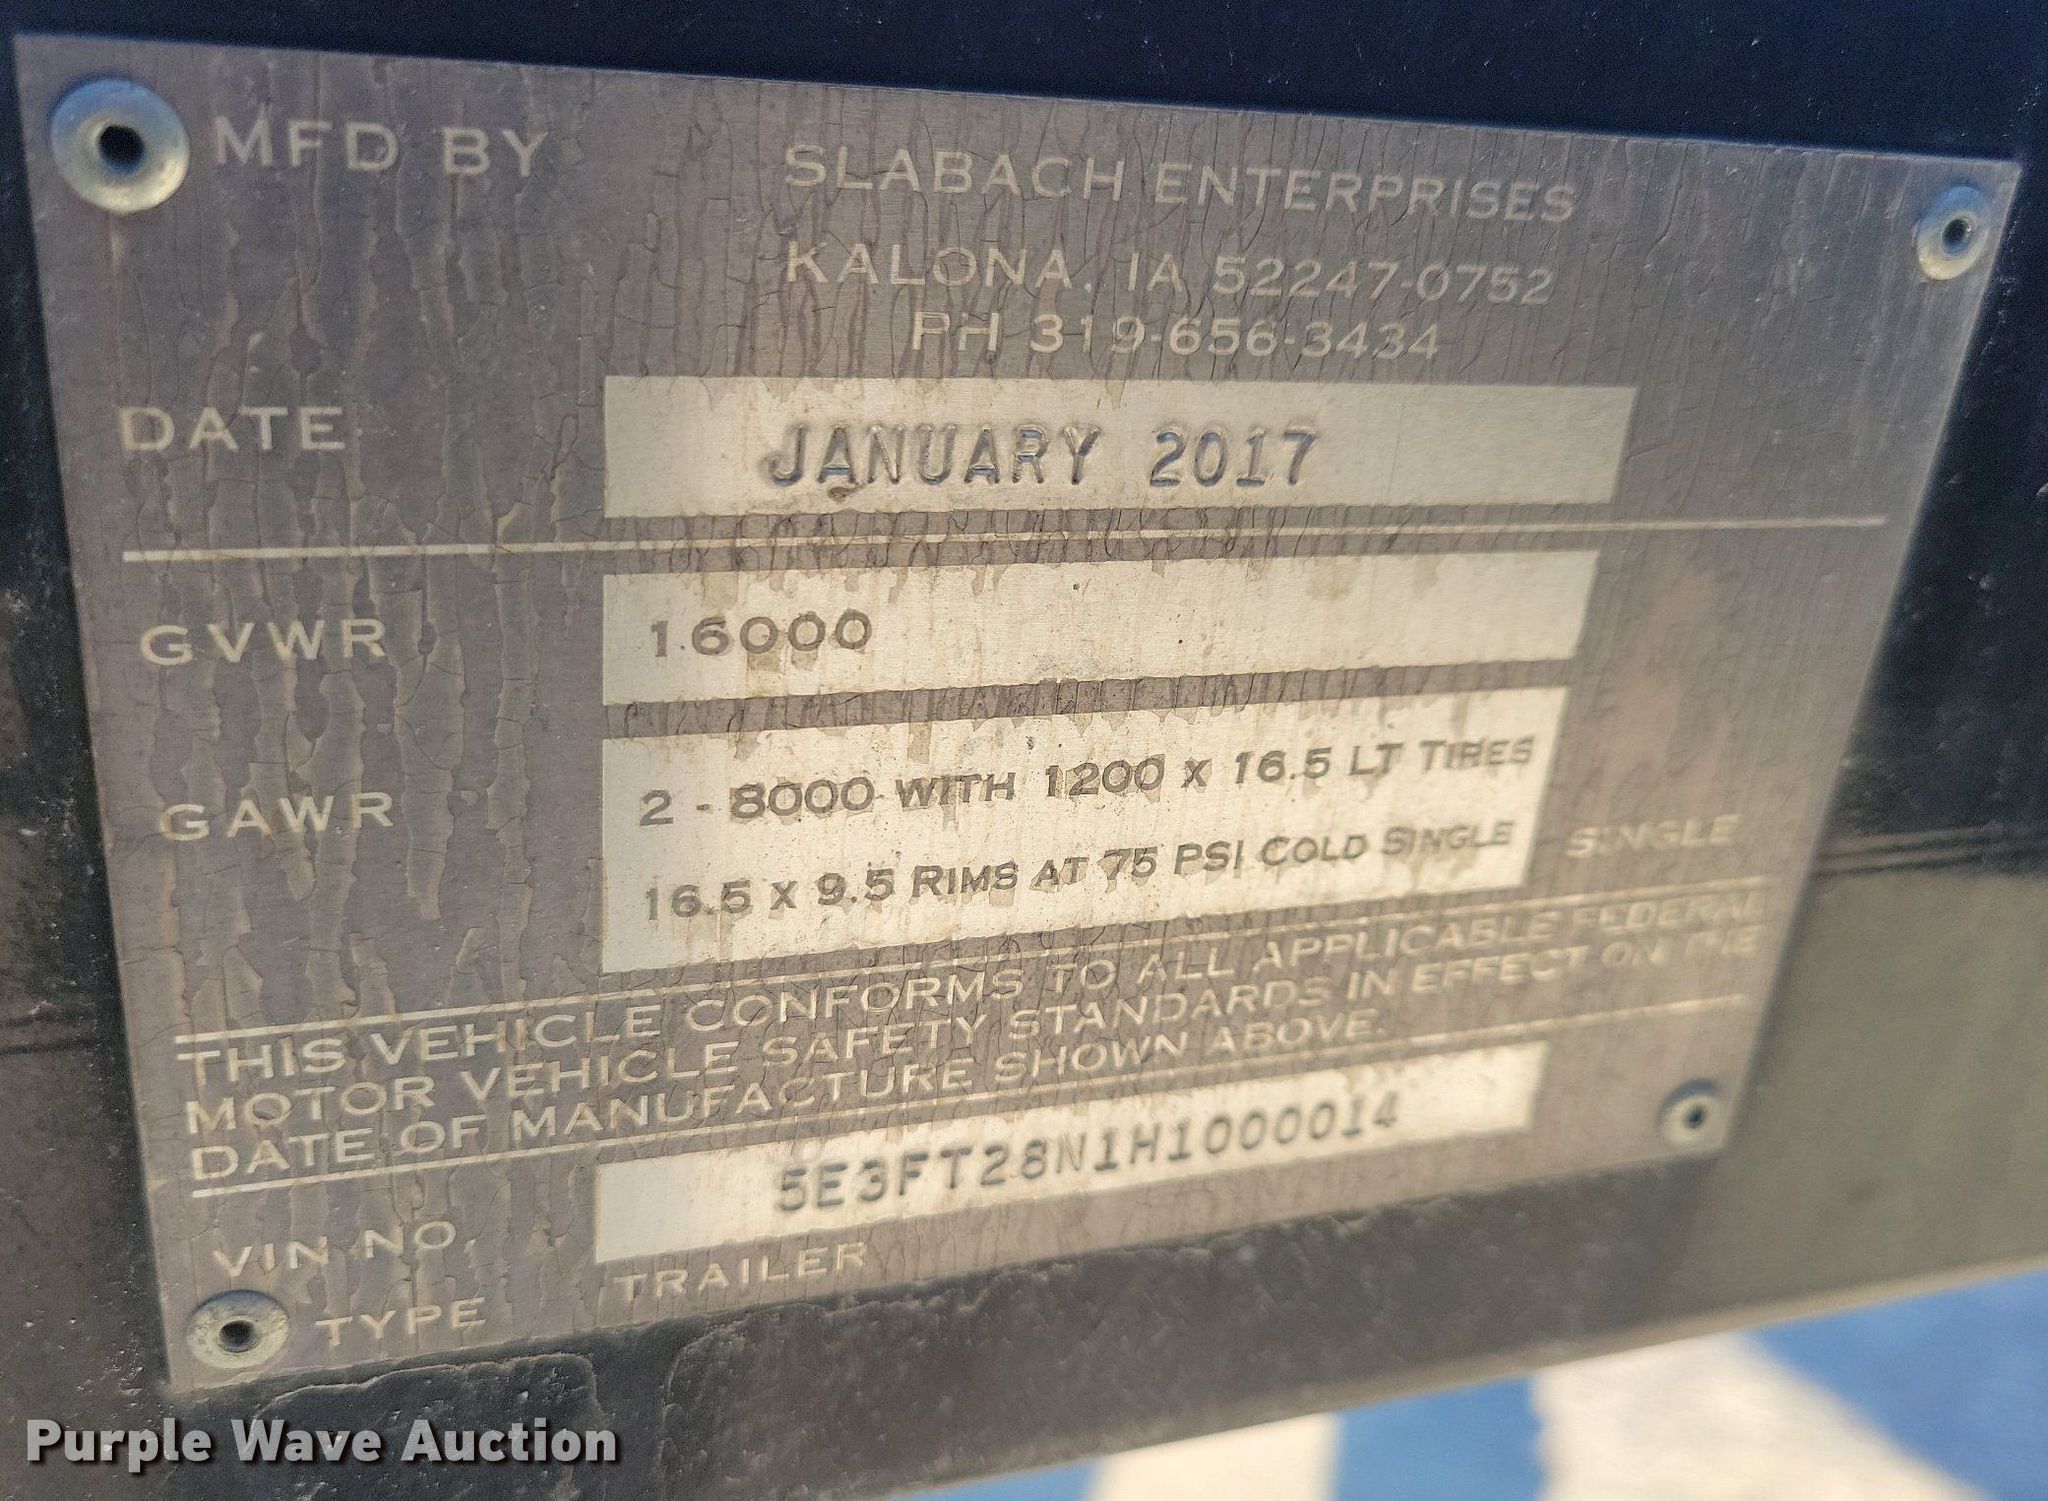 MFD BY SLABACH ENTERPRISES
KALONA, IA 52247-0752
PH 319-656-3434
DATE JANUARY 2017
GVWR 16000
GAWR 2 - 8000 WITH 1200 X 16.5 LT TIRES
16.5 X 9.5 RIMS AT 75 PSI COLD SINGLE SINGLE
THIS VEHICLE CONFORMS TO ALL APPLICABLE FEDERAL
MOTOR VEHICLE SAFETY STANDARDS IN EFFECT ON THE
DATE OF MANUFACTURE SHOWN ABOVE.
VIN NO. 5E3FT28N1H1000014
TYPE TRAILER
Purple Wave Auction